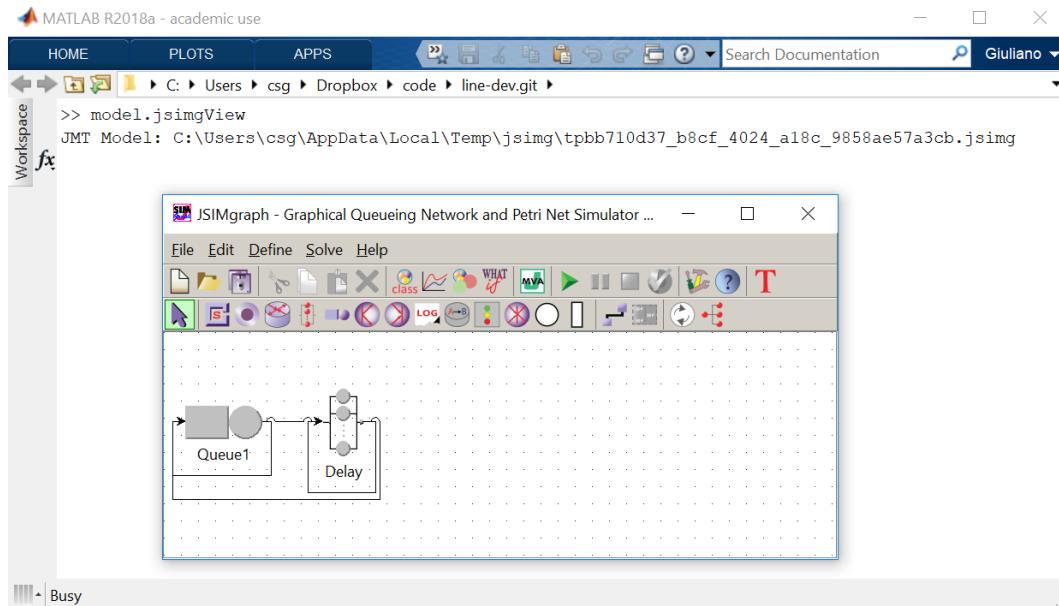 MATLAB R2018a - academic use
HOME PLOTS APPS Search Documentation Giuliano
C: Users csg Dropbox code line-dev.git
Workspace
>> model.jsimgView
JMT Model: C:\Users\csg\AppData\Local\Temp\jsimg\tpbb710d37_b8cf_4024_a18c_9858ae57a3cb.jsimg
fx
SIM JSIMgraph - Graphical Queueing Network and Petri Net Simulator ...
File Edit Define Solve Help
class WHAT IF MVA ? T
S LOG A→B
Queue1
Delay
Busy